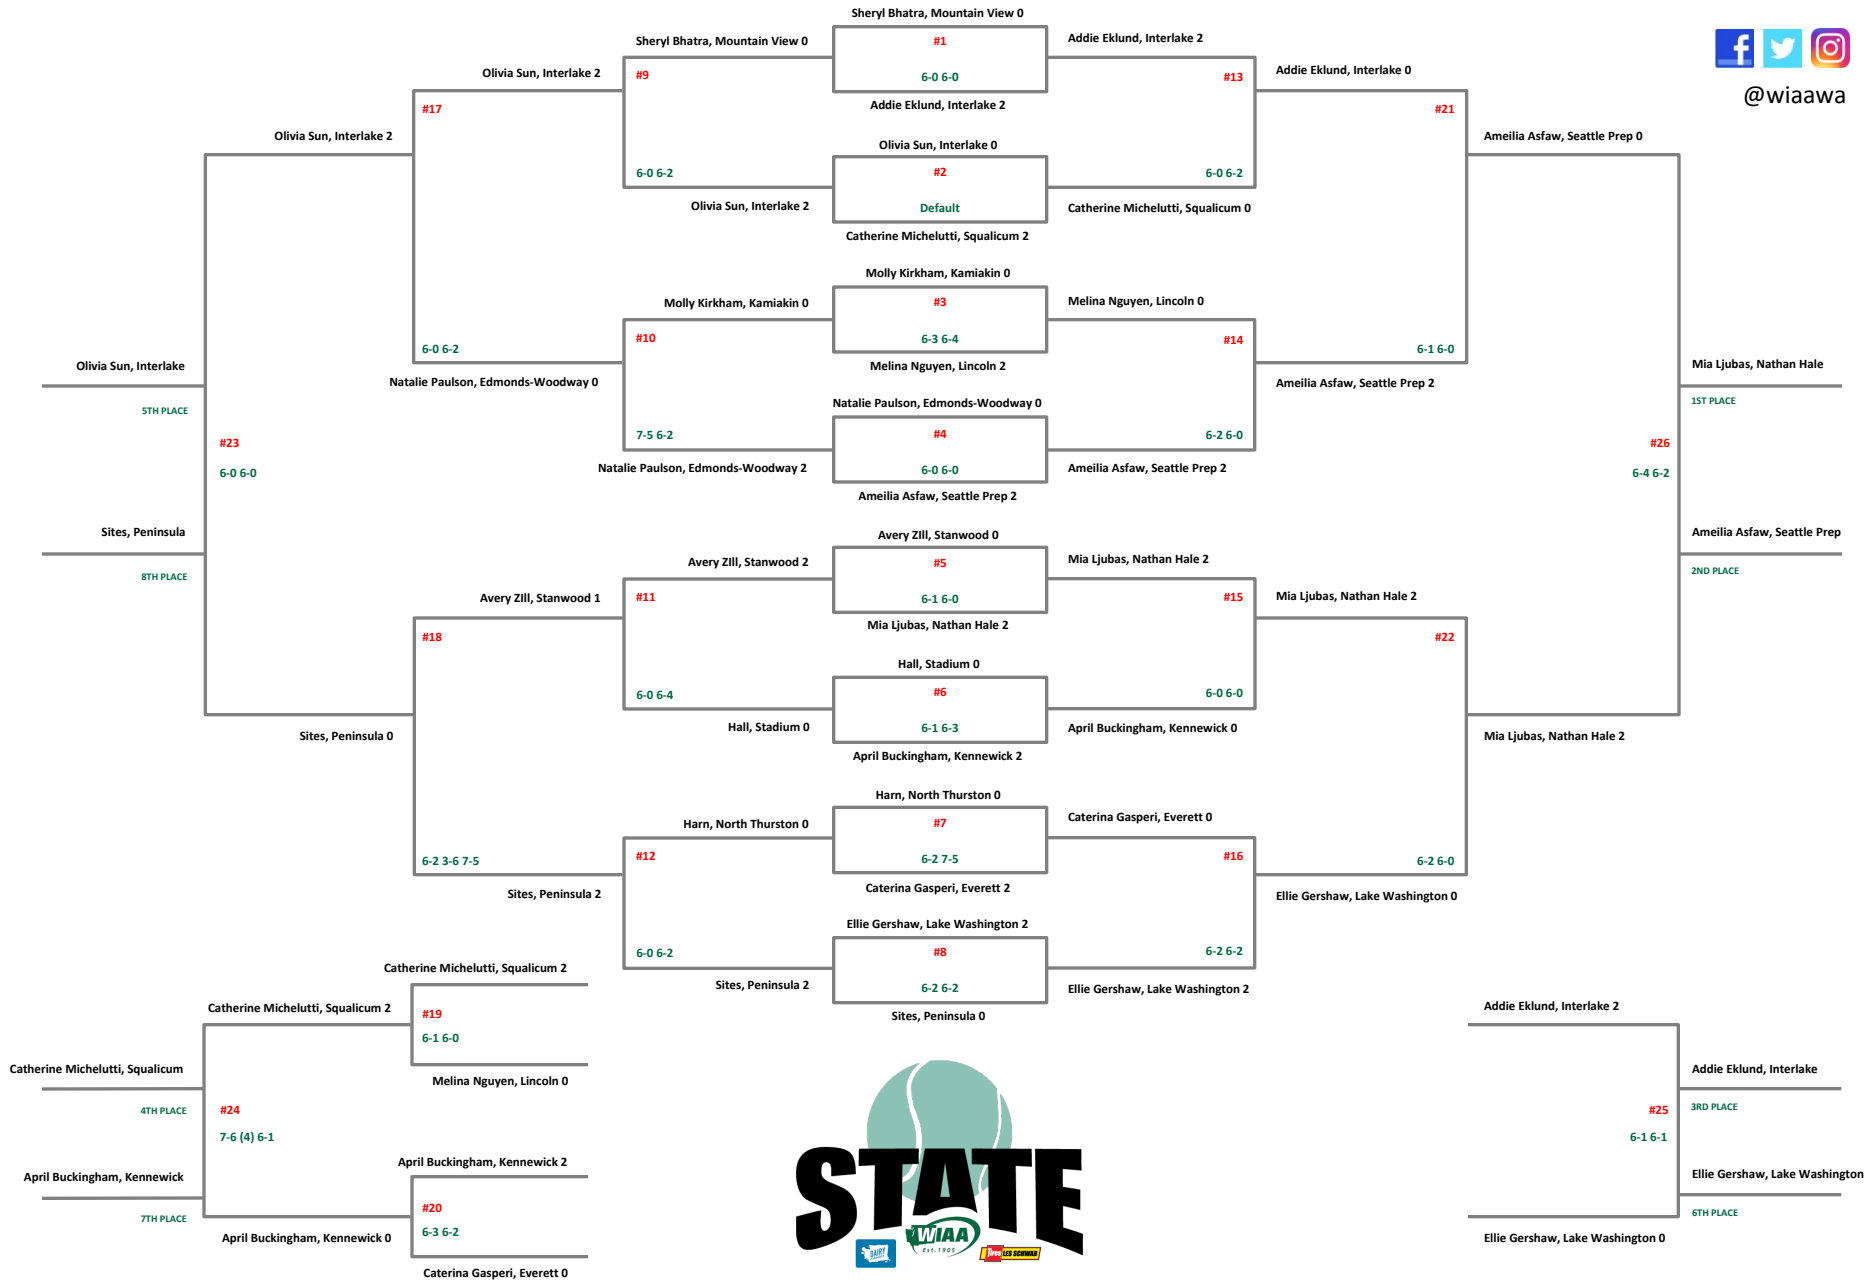 Sheryl Bhatra, Mountain View 0
#1
6-0 6-0
Addie Eklund, Interlake 2
Olivia Sun, Interlake 0
#2
Default
Catherine Michelutti, Squalicum 2
Molly Kirkham, Kamiakin 0
#3
6-3 6-4
Melina Nguyen, Lincoln 2
Natalie Paulson, Edmonds-Woodway 0
#4
6-0 6-0
Ameilia Asfaw, Seattle Prep 2
Avery ZIll, Stanwood 0
#5
6-1 6-0
Mia Ljubas, Nathan Hale 2
Hall, Stadium 0
#6
6-1 6-3
April Buckingham, Kennewick 2
Harn, North Thurston 0
#7
6-2 7-5
Caterina Gasperi, Everett 2
Ellie Gershaw, Lake Washington 2
#8
6-2 6-2
Sites, Peninsula 0
Sheryl Bhatra, Mountain View 0
#9
6-0 6-2
Olivia Sun, Interlake 2
Molly Kirkham, Kamiakin 0
#10
7-5 6-2
Natalie Paulson, Edmonds-Woodway 2
Avery ZIll, Stanwood 2
#11
6-0 6-4
Hall, Stadium 0
Harn, North Thurston 0
#12
6-0 6-2
Sites, Peninsula 2
Addie Eklund, Interlake 2
#13
6-0 6-2
Catherine Michelutti, Squalicum 0
Melina Nguyen, Lincoln 0
#14
6-2 6-0
Ameilia Asfaw, Seattle Prep 2
Mia Ljubas, Nathan Hale 2
#15
6-0 6-0
April Buckingham, Kennewick 0
Caterina Gasperi, Everett 0
#16
6-2 6-2
Ellie Gershaw, Lake Washington 2
Olivia Sun, Interlake 2
#17
6-0 6-2
Natalie Paulson, Edmonds-Woodway 0
Avery ZIll, Stanwood 1
#18
6-2 3-6 7-5
Sites, Peninsula 2
Catherine Michelutti, Squalicum 2
#19
6-1 6-0
Melina Nguyen, Lincoln 0
April Buckingham, Kennewick 2
#20
6-3 6-2
Caterina Gasperi, Everett 0
Addie Eklund, Interlake 0
#21
6-1 6-0
Ameilia Asfaw, Seattle Prep 2
Mia Ljubas, Nathan Hale 2
#22
6-2 6-0
Ellie Gershaw, Lake Washington 0
Olivia Sun, Interlake 2
#23
6-0 6-0
Sites, Peninsula 0
Olivia Sun, Interlake
5TH PLACE
Sites, Peninsula
8TH PLACE
Catherine Michelutti, Squalicum 2
#24
7-6 (4) 6-1
April Buckingham, Kennewick 0
Catherine Michelutti, Squalicum
4TH PLACE
April Buckingham, Kennewick
7TH PLACE
Addie Eklund, Interlake 2
#25
6-1 6-1
Ellie Gershaw, Lake Washington 0
Addie Eklund, Interlake
3RD PLACE
Ellie Gershaw, Lake Washington
6TH PLACE
Ameilia Asfaw, Seattle Prep 0
#26
6-4 6-2
Mia Ljubas, Nathan Hale 2
Mia Ljubas, Nathan Hale
1ST PLACE
Ameilia Asfaw, Seattle Prep
2ND PLACE
@wiaawa
STATE
WIAA
Est. 1905
DAIRY
Tires LES SCHWAB